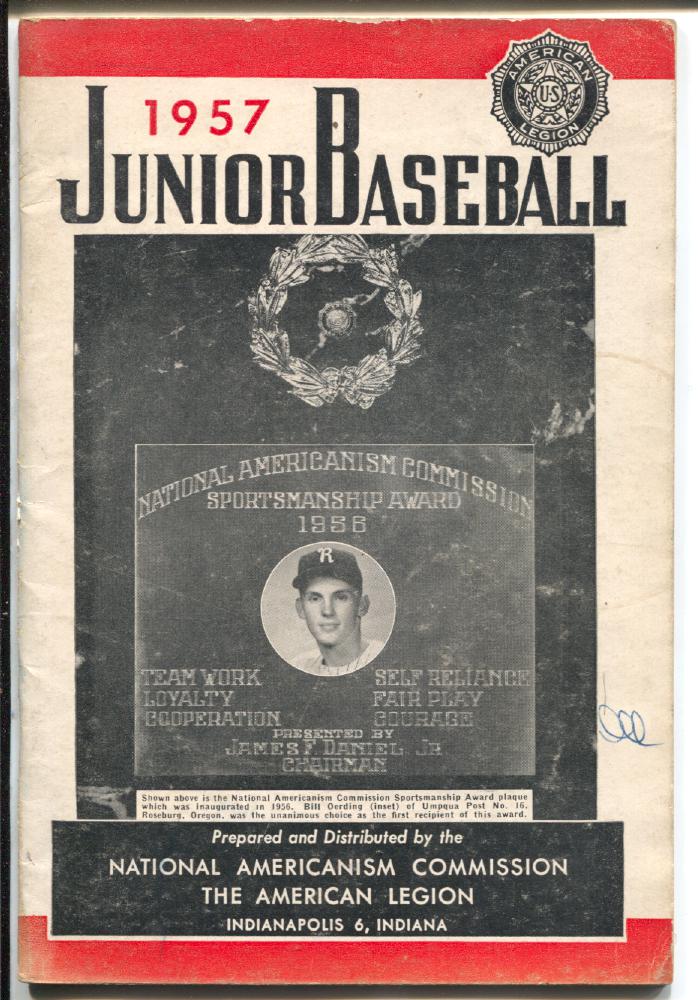 1957
AMERICAN
U.S
LEGION
JUNIOR BASEBALL
NATIONAL AMERICANISM COMMISSION
SPORTSMANSHIP AWARD
1956
R
TEAM WORK
LOYALTY
COOPERATION
SELF RELIANCE
FAIR PLAY
COURAGE
PRESENTED BY
JAMES F. DANIEL, JR.
CHAIRMAN
Shown above is the National Americanism Commission Sportsmanship Award plaque
which was inaugurated in 1956. Bill Oerding (inset) of Umpqua Post No. 16,
Roseburg, Oregon, was the unanimous choice as the first recipient of this award.
Prepared and Distributed by the
NATIONAL AMERICANISM COMMISSION
THE AMERICAN LEGION
INDIANAPOLIS 6, INDIANA